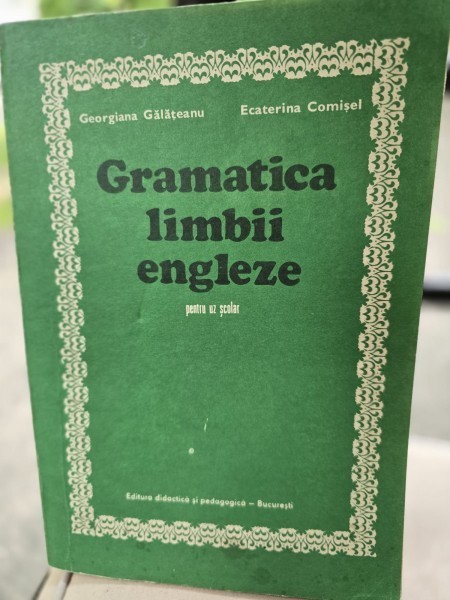 Georgiana Gălățeanu Ecaterina Comișel
Gramatica
limbii
engleze
pentru uz școlar
Editura didactică și pedagogică – București